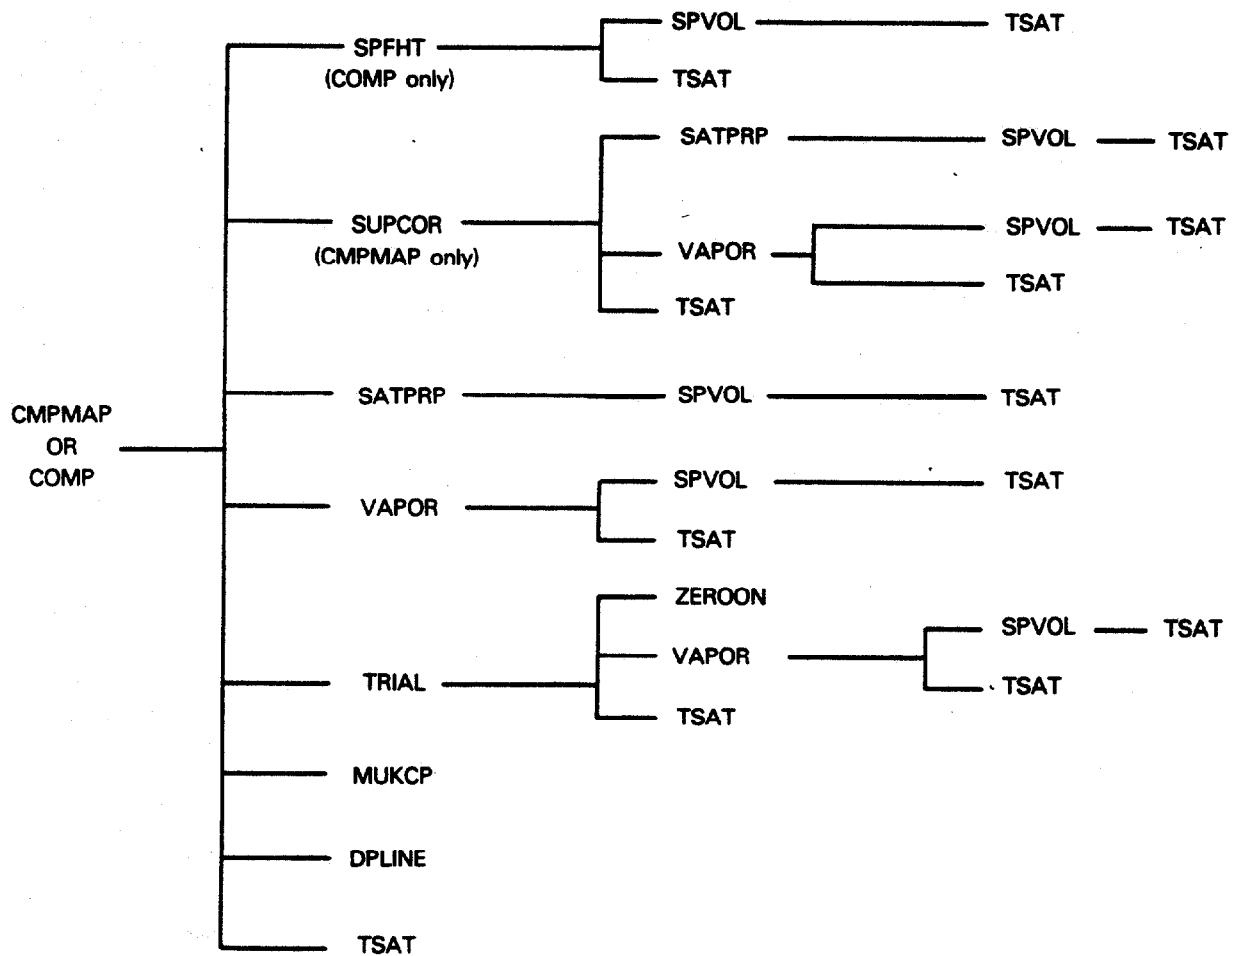 SPVOL TSAT
SPFHT
(COMP only)
TSAT
SATPRP SPVOL TSAT
SUPCOR
(CMPMAP only)
VAPOR SPVOL TSAT
TSAT
TSAT
SATPRP SPVOL TSAT
CMPMAP
OR
COMP
VAPOR SPVOL TSAT
TSAT
TRIAL ZEROON
VAPOR SPVOL TSAT
TSAT
TSAT
MUKCP
DPLINE
TSAT